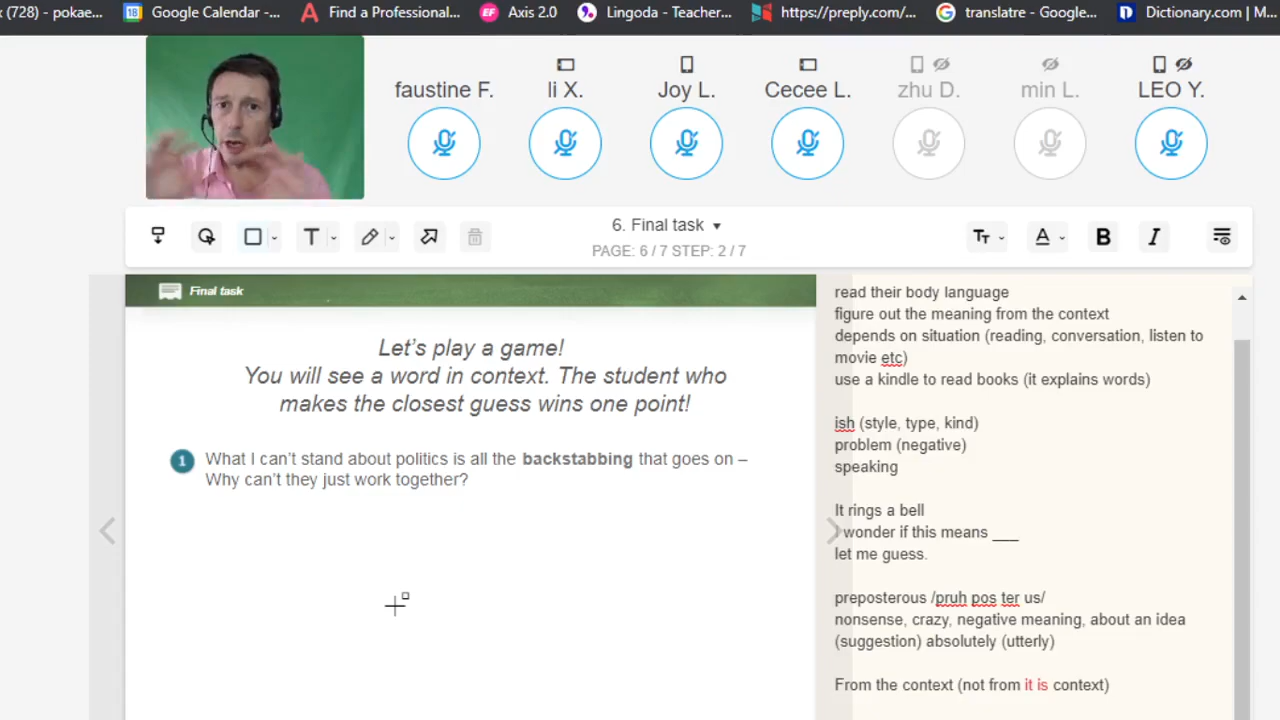 x (728) - pokae...
18
Google Calendar -...
Find a Professional...
EF
Axis 2.0
Lingoda - Teacher...
https://preply.com/...
translatre - Google...
Dictionary.com | M...
faustine F.
li X.
Joy L.
Cecee L.
zhu D.
min L.
LEO Y.
T
6. Final task
PAGE: 6 / 7 STEP: 2 / 7
TT
A
B
I
Final task
Let's play a game!
You will see a word in context. The student who
makes the closest guess wins one point!
1
What I can't stand about politics is all the backstabbing that goes on –
Why can't they just work together?
read their body language
figure out the meaning from the context
depends on situation (reading, conversation, listen to
movie etc)
use a kindle to read books (it explains words)
ish (style, type, kind)
problem (negative)
speaking
It rings a bell
I wonder if this means ___
let me guess.
preposterous /pruh pos ter us/
nonsense, crazy, negative meaning, about an idea
(suggestion) absolutely (utterly)
From the context (not from it is context)